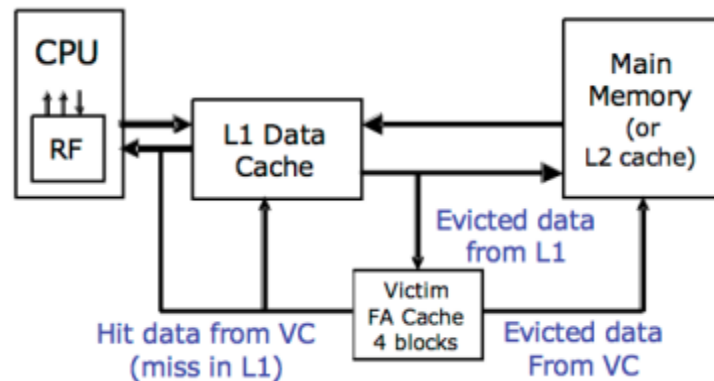 CPU
RF
L1 Data
Cache
Main
Memory
(or
L2 cache)
Evicted data
from L1
Victim
FA Cache
4 blocks
Hit data from VC
(miss in L1)
Evicted data
From VC